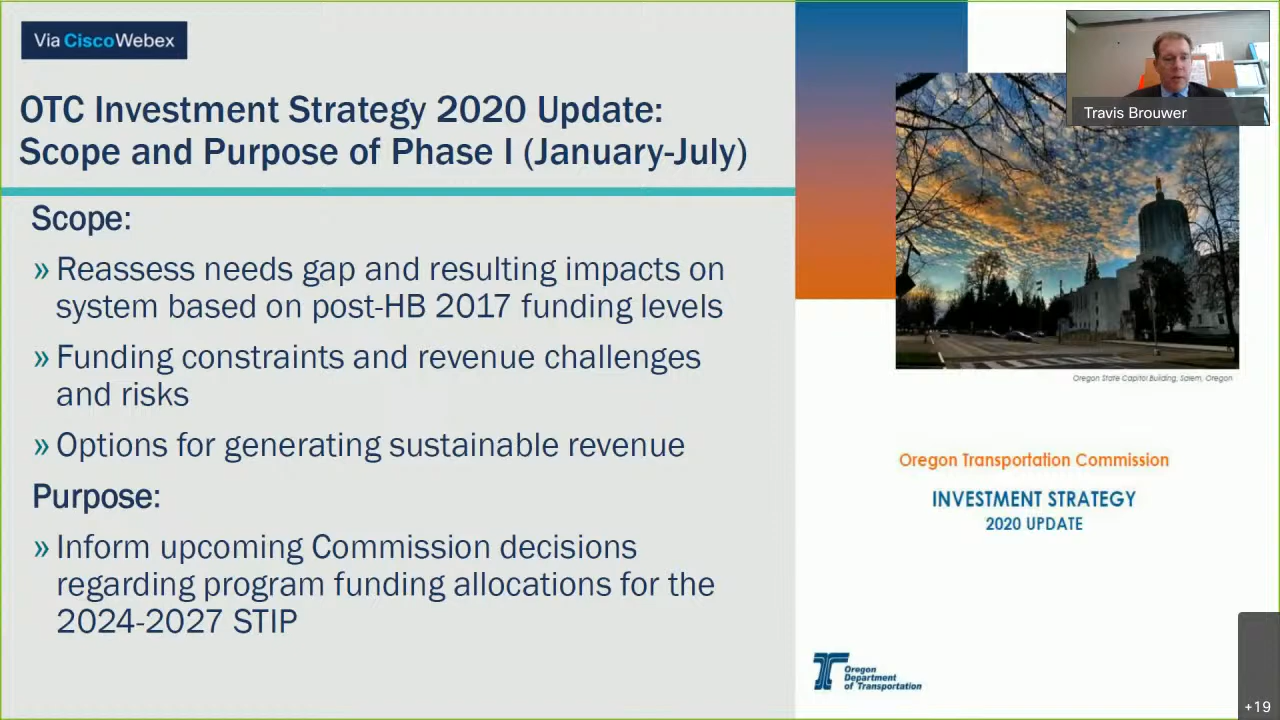 Via CiscoWebex
OTC Investment Strategy 2020 Update:
Scope and Purpose of Phase I (January-July)
Scope:
» Reassess needs gap and resulting impacts on
system based on post-HB 2017 funding levels
» Funding constraints and revenue challenges
and risks
» Options for generating sustainable revenue
Purpose:
» Inform upcoming Commission decisions
regarding program funding allocations for the
2024-2027 STIP
Travis Brouwer
Oregon State Capitol Building, Salem, Oregon
Oregon Transportation Commission
INVESTMENT STRATEGY
2020 UPDATE
Oregon
Department
of Transportation
+19